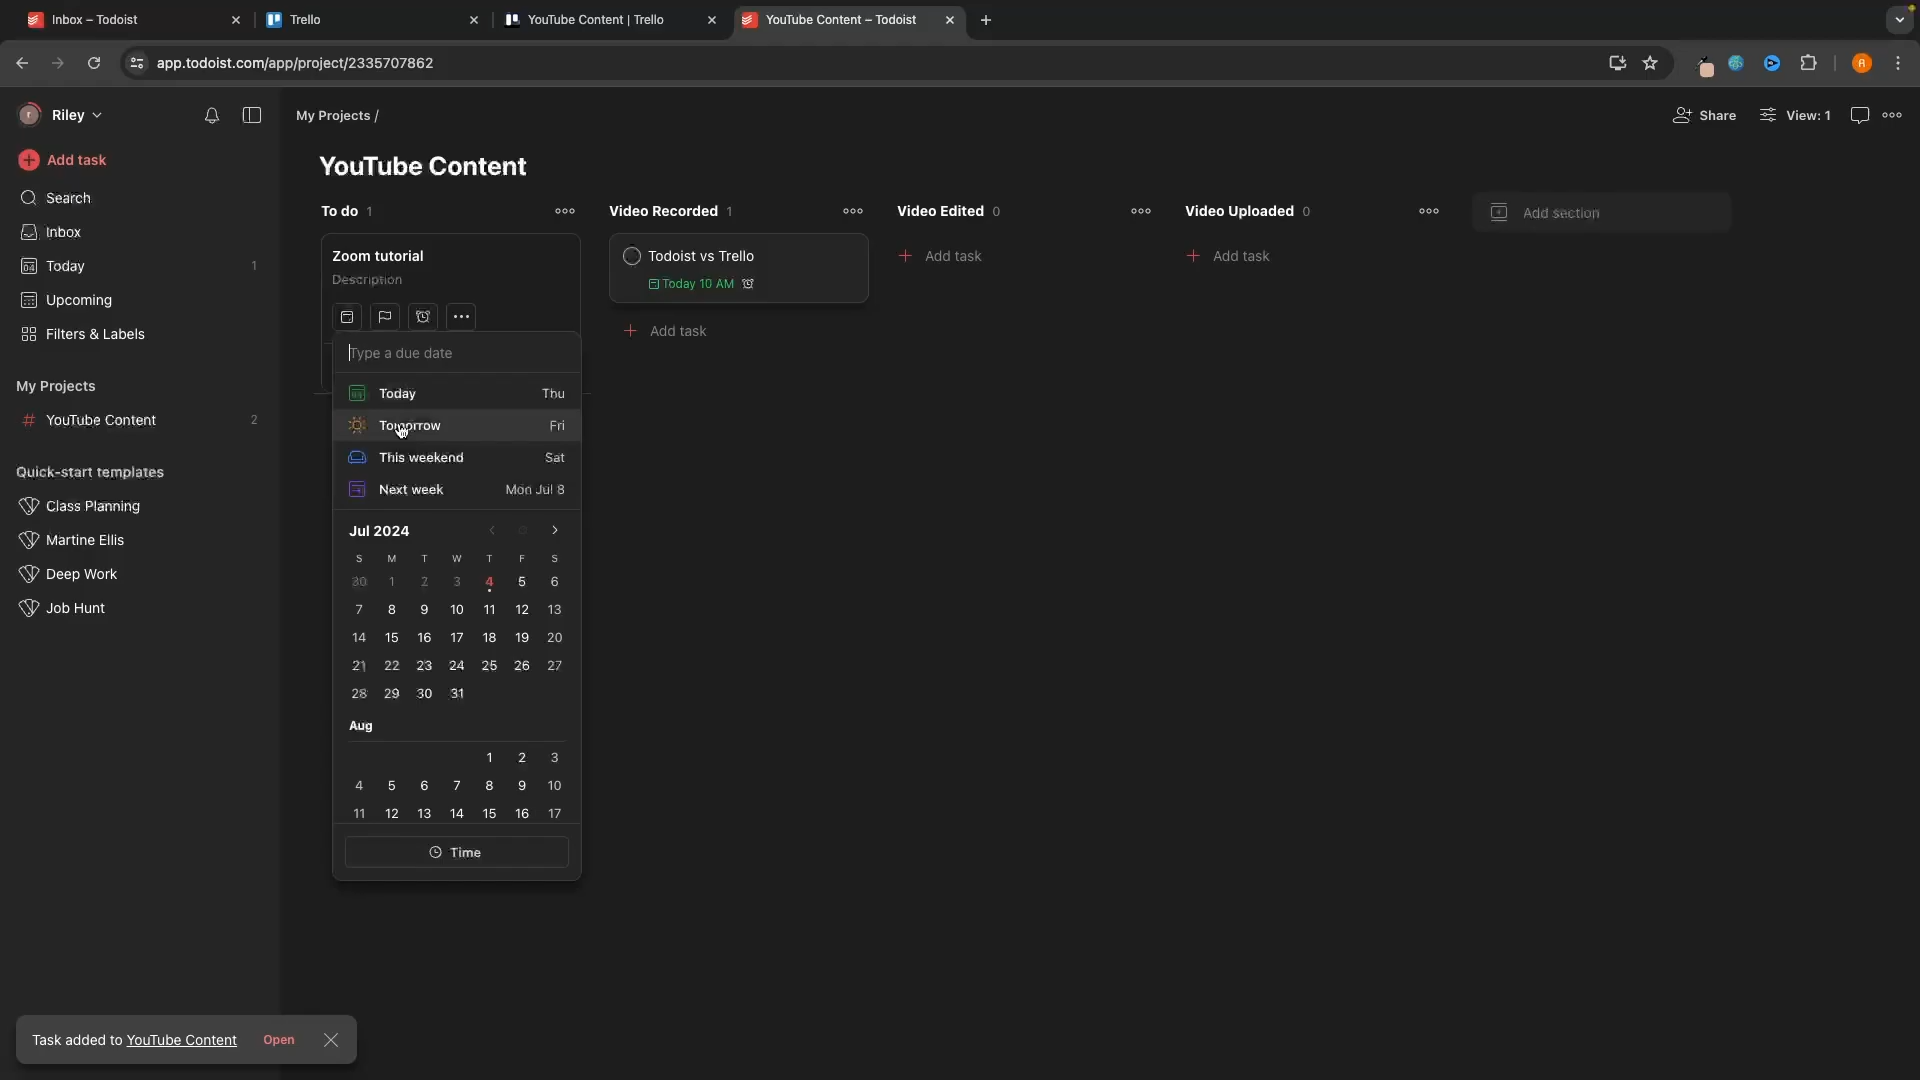 Inbox – Todoist
Trello
YouTube Content | Trello
YouTube Content – Todoist
app.todoist.com/app/project/2335707862
A
r
Riley
Add task
Search
Inbox
04 Today 1
Upcoming
Filters & Labels
My Projects
# YouTube Content 2
Quick-start templates
Class Planning
Martine Ellis
Deep Work
Job Hunt
My Projects /
Share
View: 1
YouTube Content
To do 1
Zoom tutorial
Description
Type a due date
Today Thu
Tomorrow Fri
This weekend Sat
Next week Mon Jul 8
Jul 2024
S M T W T F S
30 1 2 3 4 5 6
7 8 9 10 11 12 13
14 15 16 17 18 19 20
21 22 23 24 25 26 27
28 29 30 31
Aug
1 2 3
4 5 6 7 8 9 10
11 12 13 14 15 16 17
Time
Video Recorded 1
Todoist vs Trello
Today 10 AM
Add task
Video Edited 0
Add task
Video Uploaded 0
Add task
Add section
Task added to YouTube Content Open